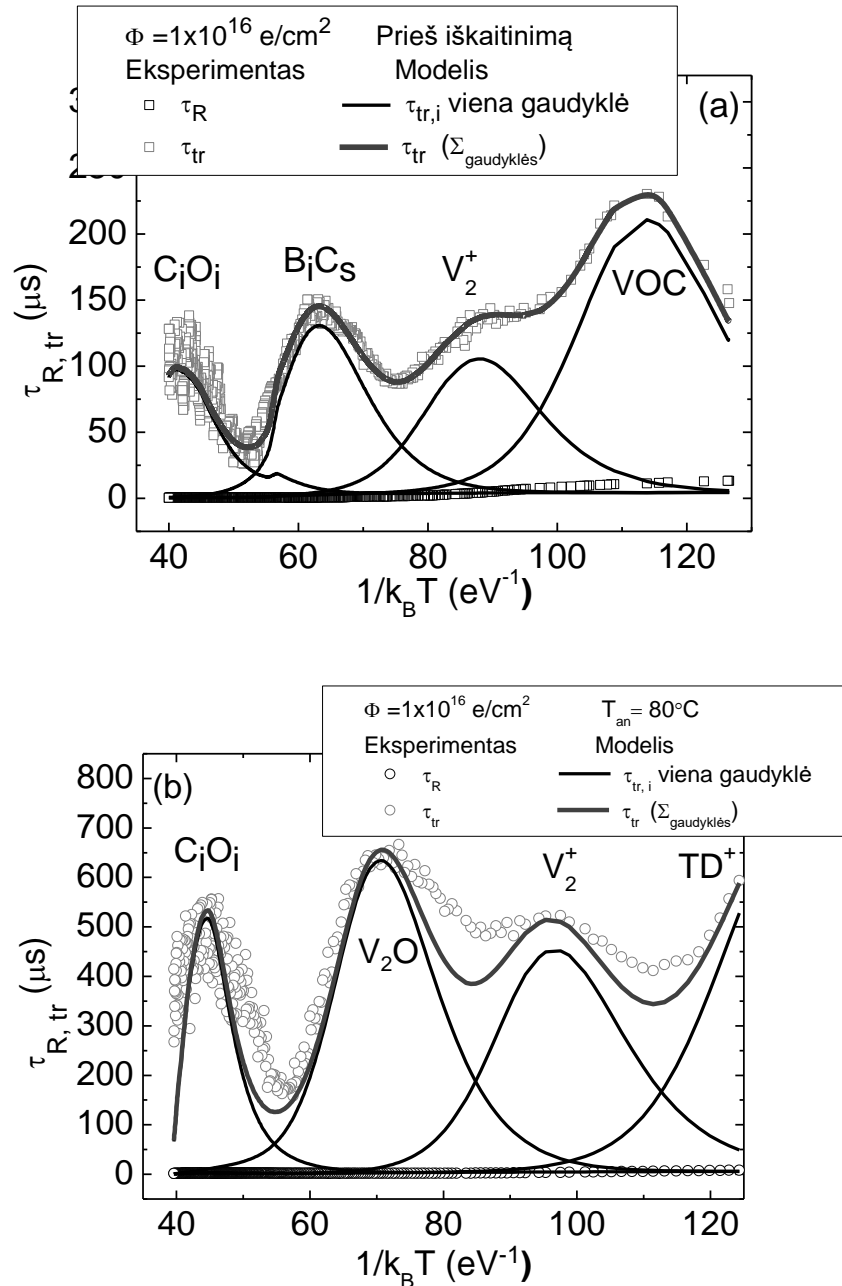 Φ =1x10^16 e/cm^2 Prieš iškaitinimą
Eksperimentas Modelis
τ_R τ_tr,i viena gaudyklė
τ_tr τ_tr (Σ_gaudyklės)
(a)
250
200
150
100
50
0
C_iO_i
B_iC_s
V_2^+
VOC
τ_R, tr (μs)
40 60 80 100 120
1/k_BT (eV^-1)
Φ =1x10^16 e/cm^2 T_an= 80°C
Eksperimentas Modelis
τ_R τ_tr, i viena gaudyklė
τ_tr τ_tr (Σ_gaudyklės)
(b)
800
700
600
500
400
300
200
100
0
C_iO_i
V_2O
V_2^+
TD^+
τ_R, tr (μs)
40 60 80 100 120
1/k_BT (eV^-1)